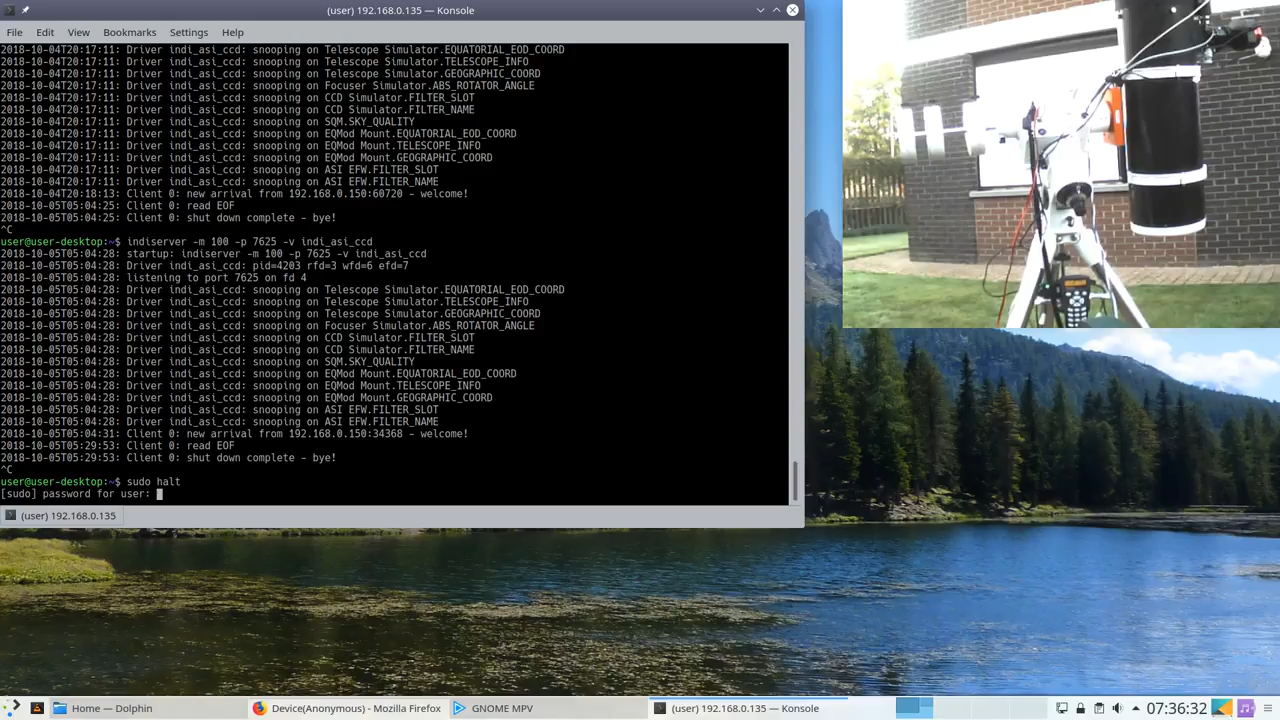 (user) 192.168.0.135 — Konsole
File Edit View Bookmarks Settings Help
2018-10-04T20:17:11: Driver indi_asi_ccd: snooping on Telescope Simulator.EQUATORIAL_EOD_COORD
2018-10-04T20:17:11: Driver indi_asi_ccd: snooping on Telescope Simulator.TELESCOPE_INFO
2018-10-04T20:17:11: Driver indi_asi_ccd: snooping on Telescope Simulator.GEOGRAPHIC_COORD
2018-10-04T20:17:11: Driver indi_asi_ccd: snooping on Focuser Simulator.ABS_ROTATOR_ANGLE
2018-10-04T20:17:11: Driver indi_asi_ccd: snooping on CCD Simulator.FILTER_SLOT
2018-10-04T20:17:11: Driver indi_asi_ccd: snooping on CCD Simulator.FILTER_NAME
2018-10-04T20:17:11: Driver indi_asi_ccd: snooping on SQM.SKY_QUALITY
2018-10-04T20:17:11: Driver indi_asi_ccd: snooping on EQMod Mount.EQUATORIAL_EOD_COORD
2018-10-04T20:17:11: Driver indi_asi_ccd: snooping on EQMod Mount.TELESCOPE_INFO
2018-10-04T20:17:11: Driver indi_asi_ccd: snooping on EQMod Mount.GEOGRAPHIC_COORD
2018-10-04T20:17:11: Driver indi_asi_ccd: snooping on ASI EFW.FILTER_SLOT
2018-10-04T20:17:11: Driver indi_asi_ccd: snooping on ASI EFW.FILTER_NAME
2018-10-04T20:18:13: Client 0: new arrival from 192.168.0.150:60720 - welcome!
2018-10-05T05:04:25: Client 0: read EOF
2018-10-05T05:04:25: Client 0: shut down complete - bye!
^C
user@user-desktop:~$ indiserver -m 100 -p 7625 -v indi_asi_ccd
2018-10-05T05:04:28: startup: indiserver -m 100 -p 7625 -v indi_asi_ccd
2018-10-05T05:04:28: Driver indi_asi_ccd: pid=4203 rfd=3 wfd=6 efd=7
2018-10-05T05:04:28: listening to port 7625 on fd 4
2018-10-05T05:04:28: Driver indi_asi_ccd: snooping on Telescope Simulator.EQUATORIAL_EOD_COORD
2018-10-05T05:04:28: Driver indi_asi_ccd: snooping on Telescope Simulator.TELESCOPE_INFO
2018-10-05T05:04:28: Driver indi_asi_ccd: snooping on Telescope Simulator.GEOGRAPHIC_COORD
2018-10-05T05:04:28: Driver indi_asi_ccd: snooping on Focuser Simulator.ABS_ROTATOR_ANGLE
2018-10-05T05:04:28: Driver indi_asi_ccd: snooping on CCD Simulator.FILTER_SLOT
2018-10-05T05:04:28: Driver indi_asi_ccd: snooping on CCD Simulator.FILTER_NAME
2018-10-05T05:04:28: Driver indi_asi_ccd: snooping on SQM.SKY_QUALITY
2018-10-05T05:04:28: Driver indi_asi_ccd: snooping on EQMod Mount.EQUATORIAL_EOD_COORD
2018-10-05T05:04:28: Driver indi_asi_ccd: snooping on EQMod Mount.TELESCOPE_INFO
2018-10-05T05:04:28: Driver indi_asi_ccd: snooping on EQMod Mount.GEOGRAPHIC_COORD
2018-10-05T05:04:28: Driver indi_asi_ccd: snooping on ASI EFW.FILTER_SLOT
2018-10-05T05:04:28: Driver indi_asi_ccd: snooping on ASI EFW.FILTER_NAME
2018-10-05T05:04:31: Client 0: new arrival from 192.168.0.150:34368 - welcome!
2018-10-05T05:29:53: Client 0: read EOF
2018-10-05T05:29:53: Client 0: shut down complete - bye!
^C
user@user-desktop:~$ sudo halt
[sudo] password for user:
(user) 192.168.0.135
Home — Dolphin Device(Anonymous) - Mozilla Firefox GNOME MPV (user) 192.168.0.135 — Konsole 07:36:32